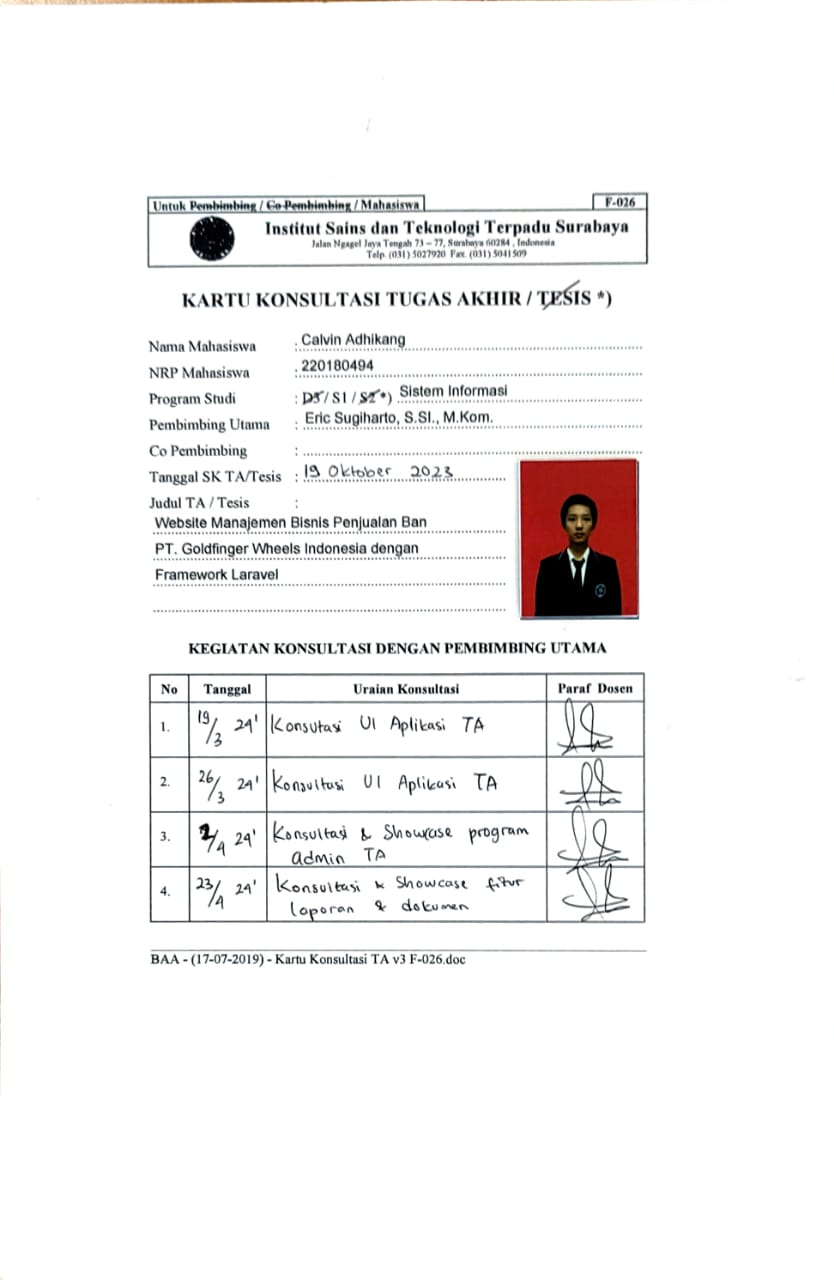 Untuk Pembimbing / Co Pembimbing / Mahasiswa
F-026
Institut Sains dan Teknologi Terpadu Surabaya
Jalan Ngagel Jaya Tengah 73 – 77, Surabaya 60284 , Indonesia
Telp. (031) 5027920 Fax. (031) 5041509
KARTU KONSULTASI TUGAS AKHIR / TESIS *)
Nama Mahasiswa : Calvin Adhikang
NRP Mahasiswa : 220180494
Program Studi : D3 / S1 / S2 *) Sistem Informasi
Pembimbing Utama : Eric Sugiharto, S.SI., M.Kom.
Co Pembimbing :
Tanggal SK TA/Tesis : 19 Oktober 2023
Judul TA / Tesis :
Website Manajemen Bisnis Penjualan Ban
PT. Goldfinger Wheels Indonesia dengan
Framework Laravel
KEGIATAN KONSULTASI DENGAN PEMBIMBING UTAMA
No Tanggal Uraian Konsultasi Paraf Dosen
1. 19/3 24' Konsutasi UI Aplikasi TA
2. 26/3 24' Konsultasi UI Aplikasi TA
3. 2/4 24' Konsultasi & Showcase program
admin TA
4. 23/4 24' Konsultasi & Showcase fitur
laporan & dokumen
BAA - (17-07-2019) - Kartu Konsultasi TA v3 F-026.doc